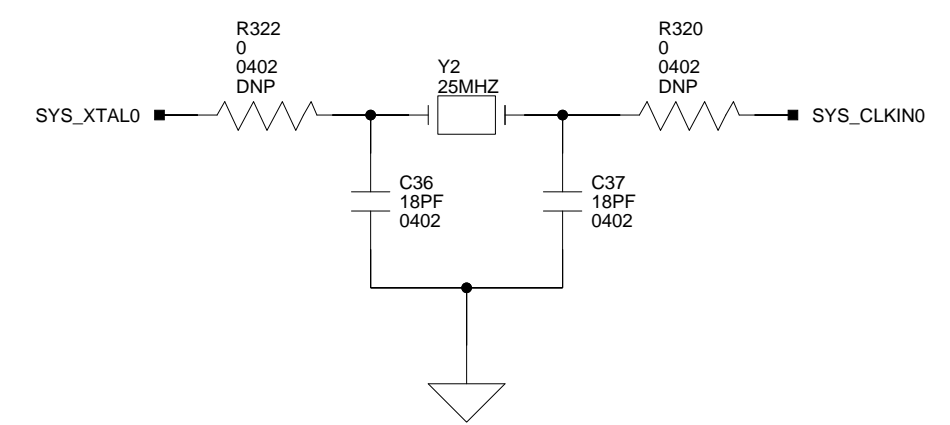 R322
0
0402
DNP
R320
0
0402
DNP
Y2
25MHZ
SYS_XTAL0
SYS_CLKIN0
C36
18PF
0402
C37
18PF
0402